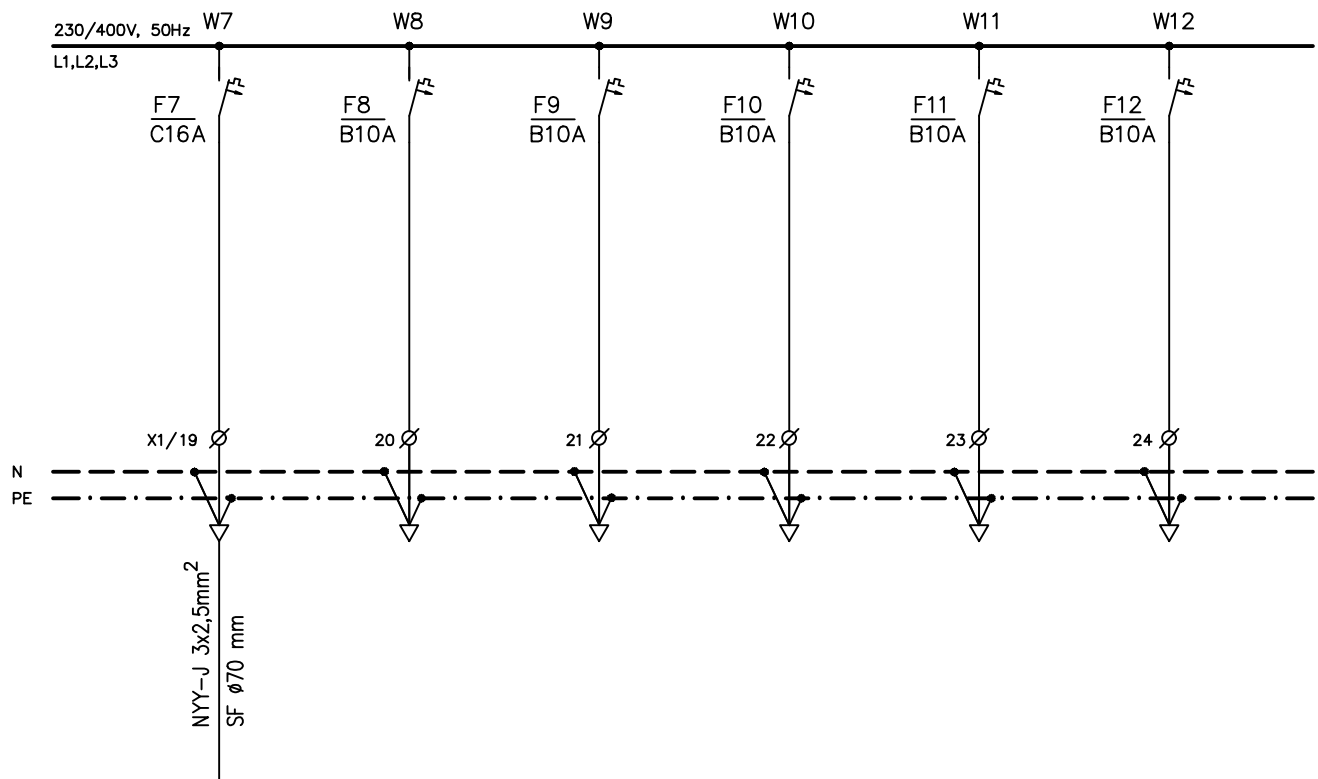 230/400V, 50Hz
L1,L2,L3
W7 W8 W9 W10 W11 W12
F7 F8 F9 F10 F11 F12
C16A B10A B10A B10A B10A B10A
X1/19 20 21 22 23 24
N
PE
NYY-J 3x2,5mm²
SF ø70 mm